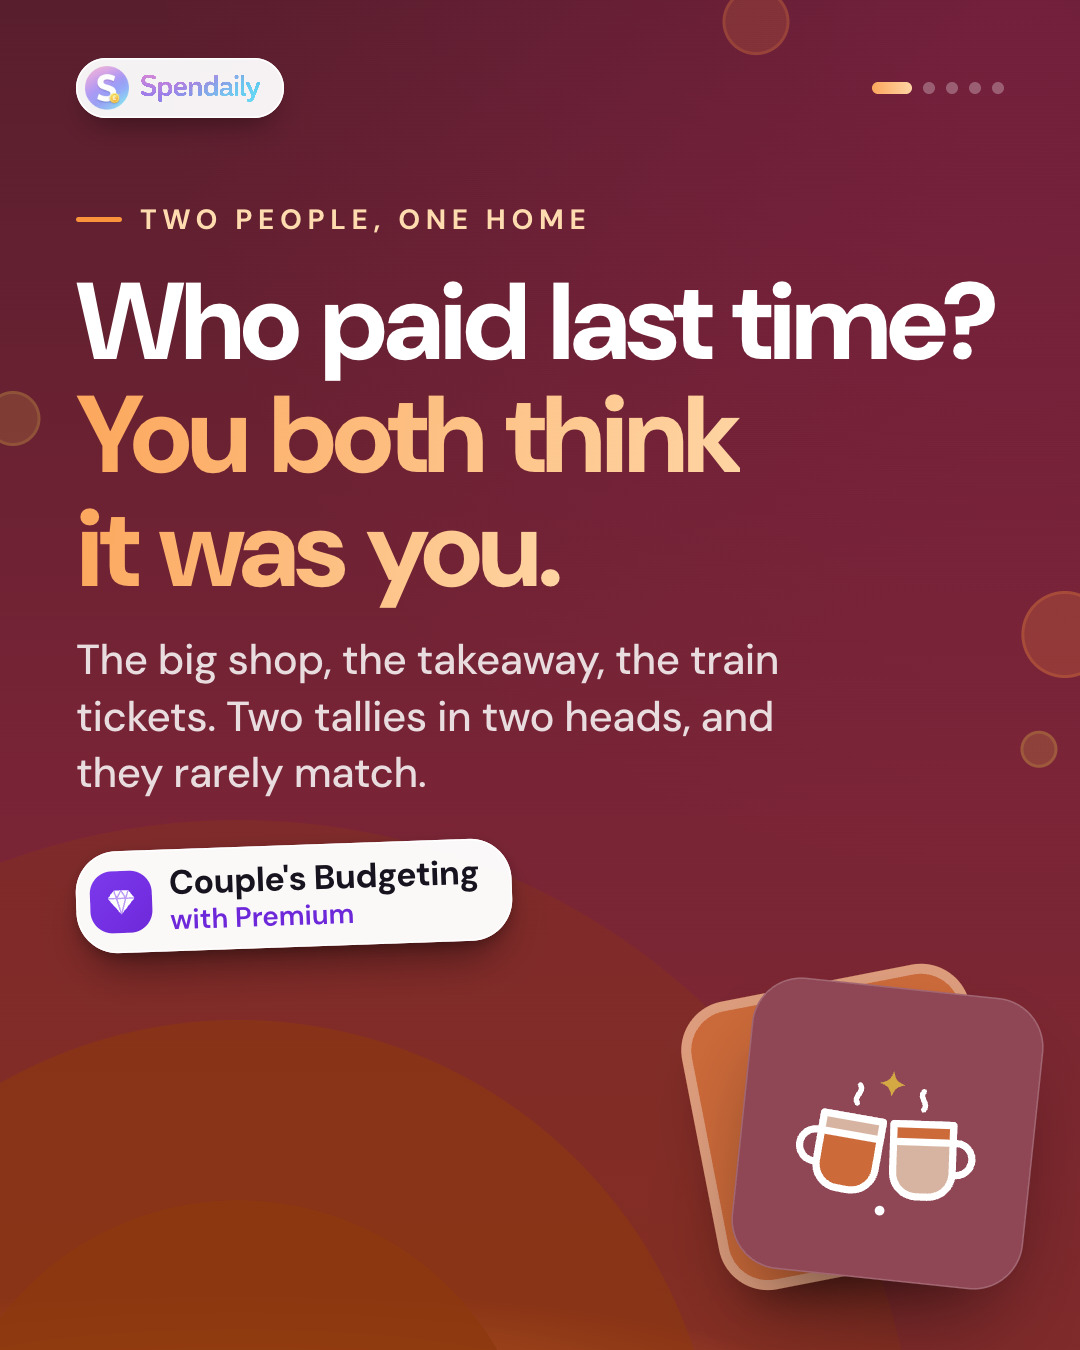 Spendaily
TWO PEOPLE, ONE HOME
Who paid last time?
You both think
it was you.
The big shop, the takeaway, the train
tickets. Two tallies in two heads, and
they rarely match.
Couple's Budgeting
with Premium